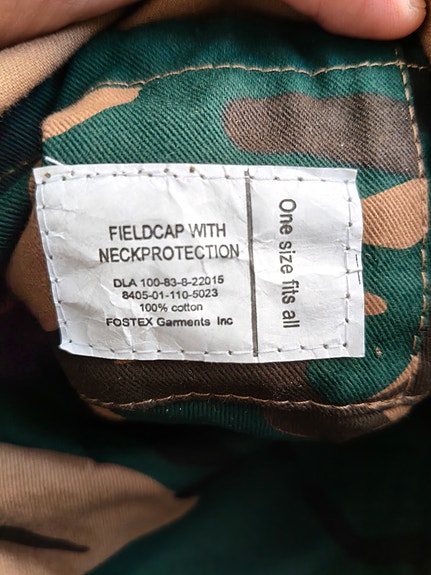 FIELDCAP WITH
NECKPROTECTION
DLA 100-83-8-22015
8405-01-110-5023
100% cotton
FOSTEX Garments Inc
One size fits all